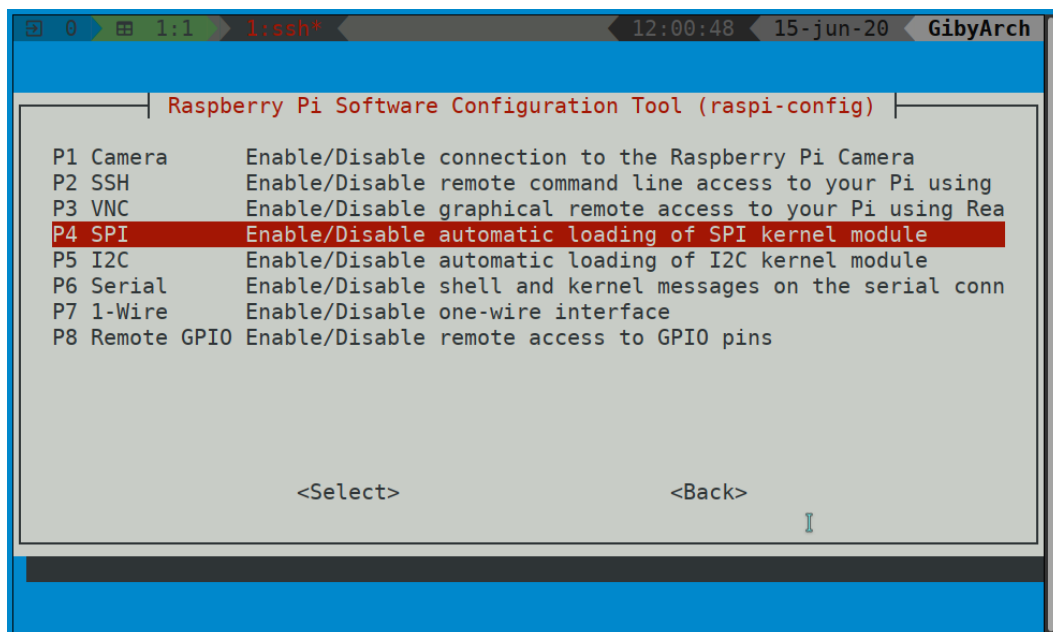 0 1:1 1:ssh* 12:00:48 15-jun-20 GibyArch
Raspberry Pi Software Configuration Tool (raspi-config)
P1 Camera Enable/Disable connection to the Raspberry Pi Camera
P2 SSH Enable/Disable remote command line access to your Pi using
P3 VNC Enable/Disable graphical remote access to your Pi using Rea
P4 SPI Enable/Disable automatic loading of SPI kernel module
P5 I2C Enable/Disable automatic loading of I2C kernel module
P6 Serial Enable/Disable shell and kernel messages on the serial conn
P7 1-Wire Enable/Disable one-wire interface
P8 Remote GPIO Enable/Disable remote access to GPIO pins
<Select> <Back>